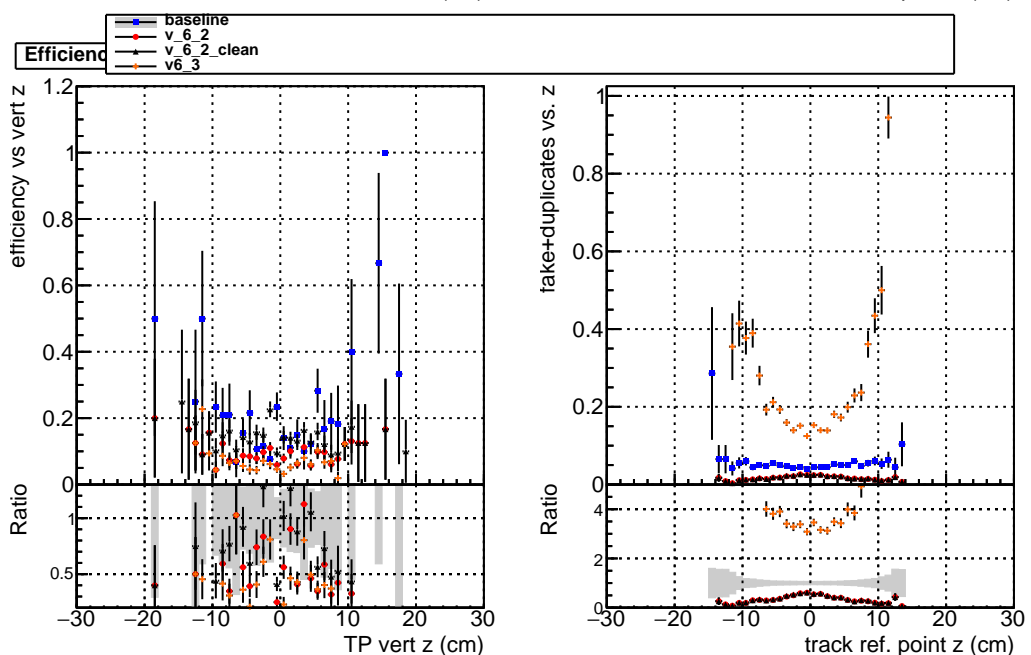 baseline
v_6_2
v_6_2_clean
v6_3
Efficienc
efficiency vs vert z
1.2
1
0.8
0.6
0.4
0.2
0
Ratio
1
0.5
−30 −20 −10 0 10 20 30
TP vert z (cm)
fake+duplicates vs. z
1
0.8
0.6
0.4
0.2
0
Ratio
4
2
0
−30 −20 −10 0 10 20 30
track ref. point z (cm)